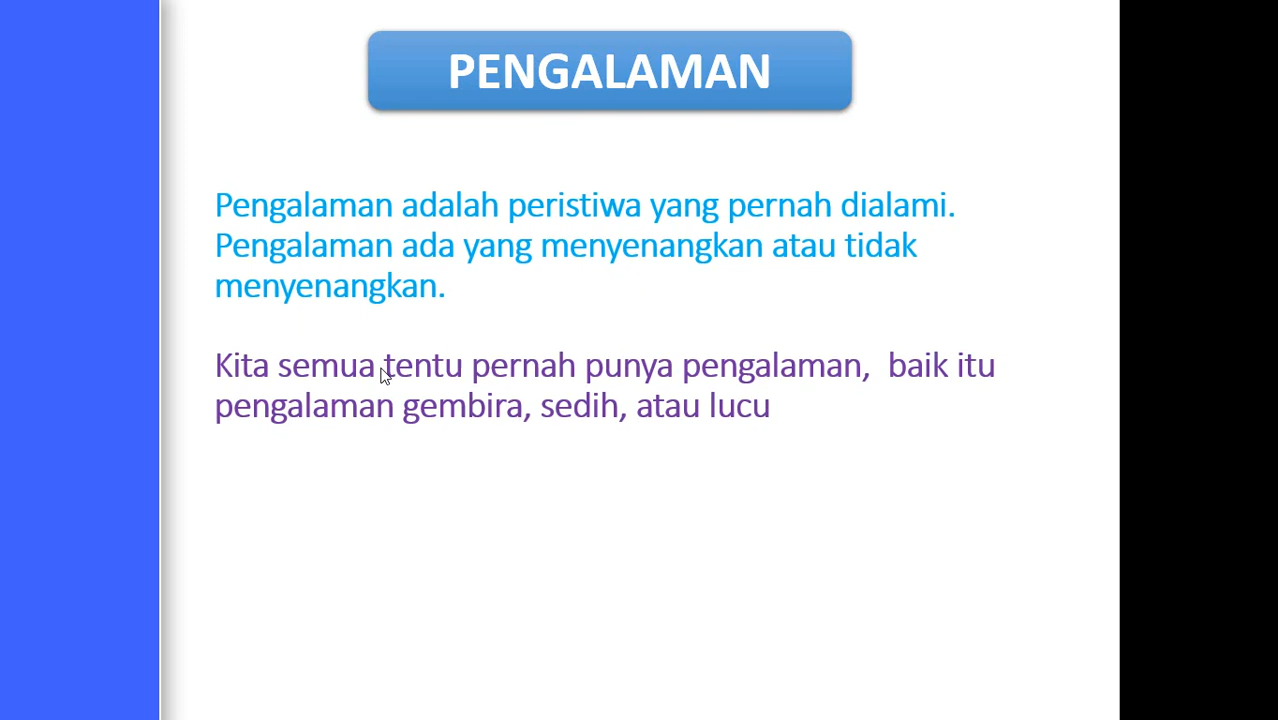 PENGALAMAN
Pengalaman adalah peristiwa yang pernah dialami.
Pengalaman ada yang menyenangkan atau tidak
menyenangkan.
Kita semua tentu pernah punya pengalaman,  baik itu
pengalaman gembira, sedih, atau lucu